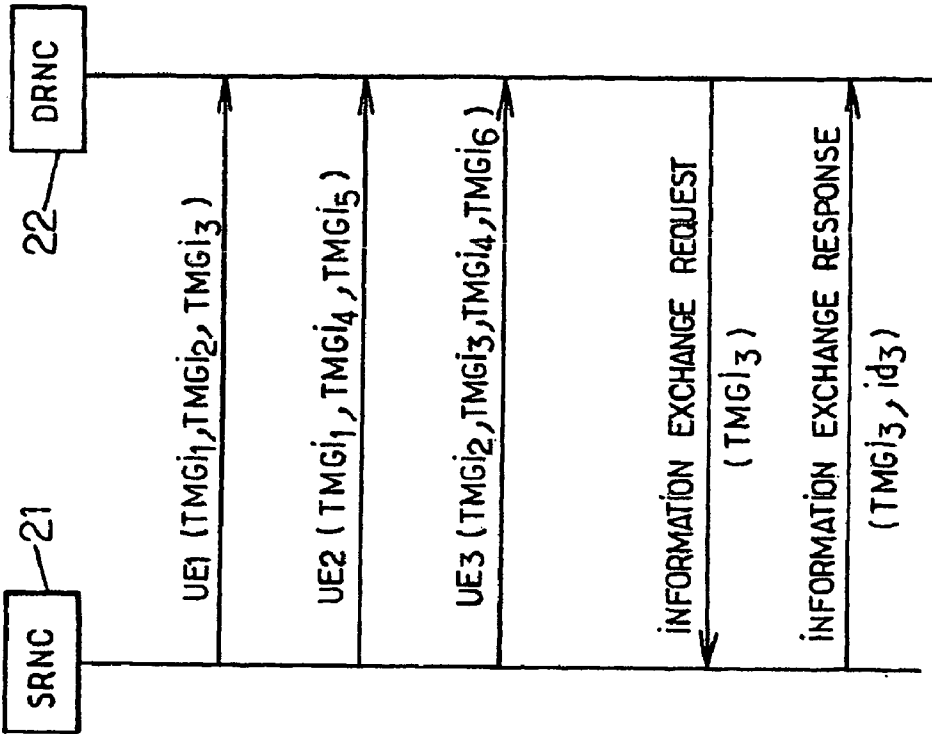 SRNC
21
DRNC
22
UE1 (TMGI1,TMGI2, TMGI3)
UE2 (TMGI1, TMGI4, TMGI5)
UE3 (TMGI2,TMGI3,TMGI4,TMGI6)
INFORMATION EXCHANGE REQUEST
(TMGI3)
INFORMATION EXCHANGE RESPONSE
(TMGI3, id3)